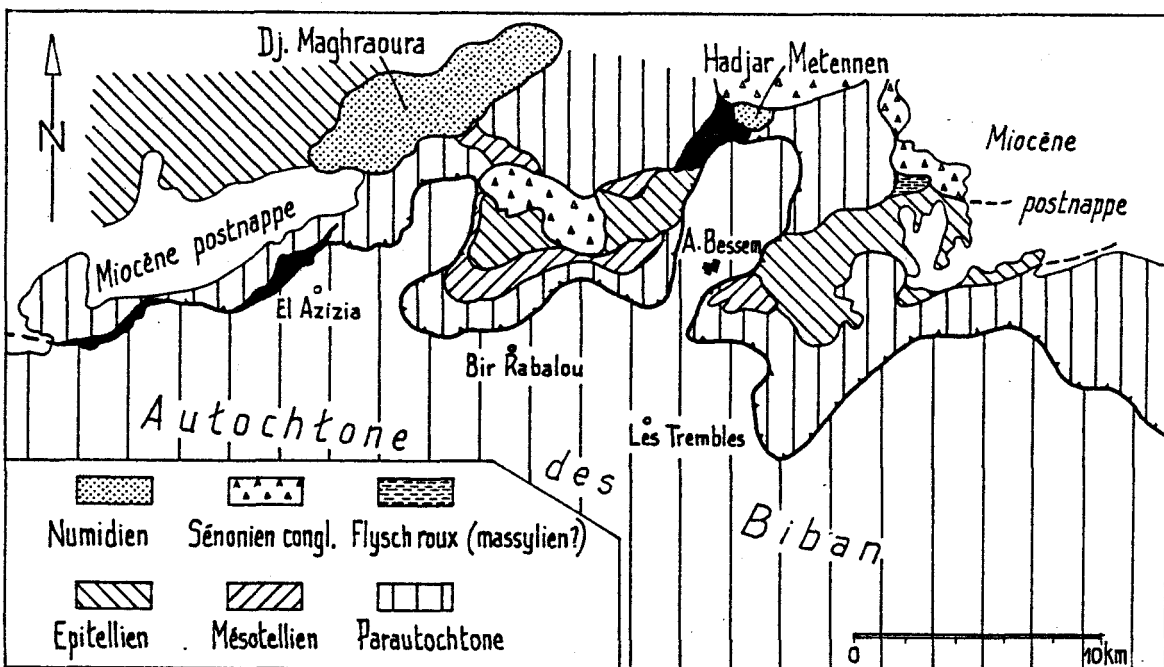 Dj. Maghraoura
Hadjar Metennen
N
Miocène
postnappe
Miocène postnappe
A. Bessem
El Azizia
Bir Rabalou
Les Trembles
Autochtone
des
Biban
Numidien
Sénonien congl.
Flysch roux (massylien?)
Epitellien
Mésotellien
Parautochtone
0
10km